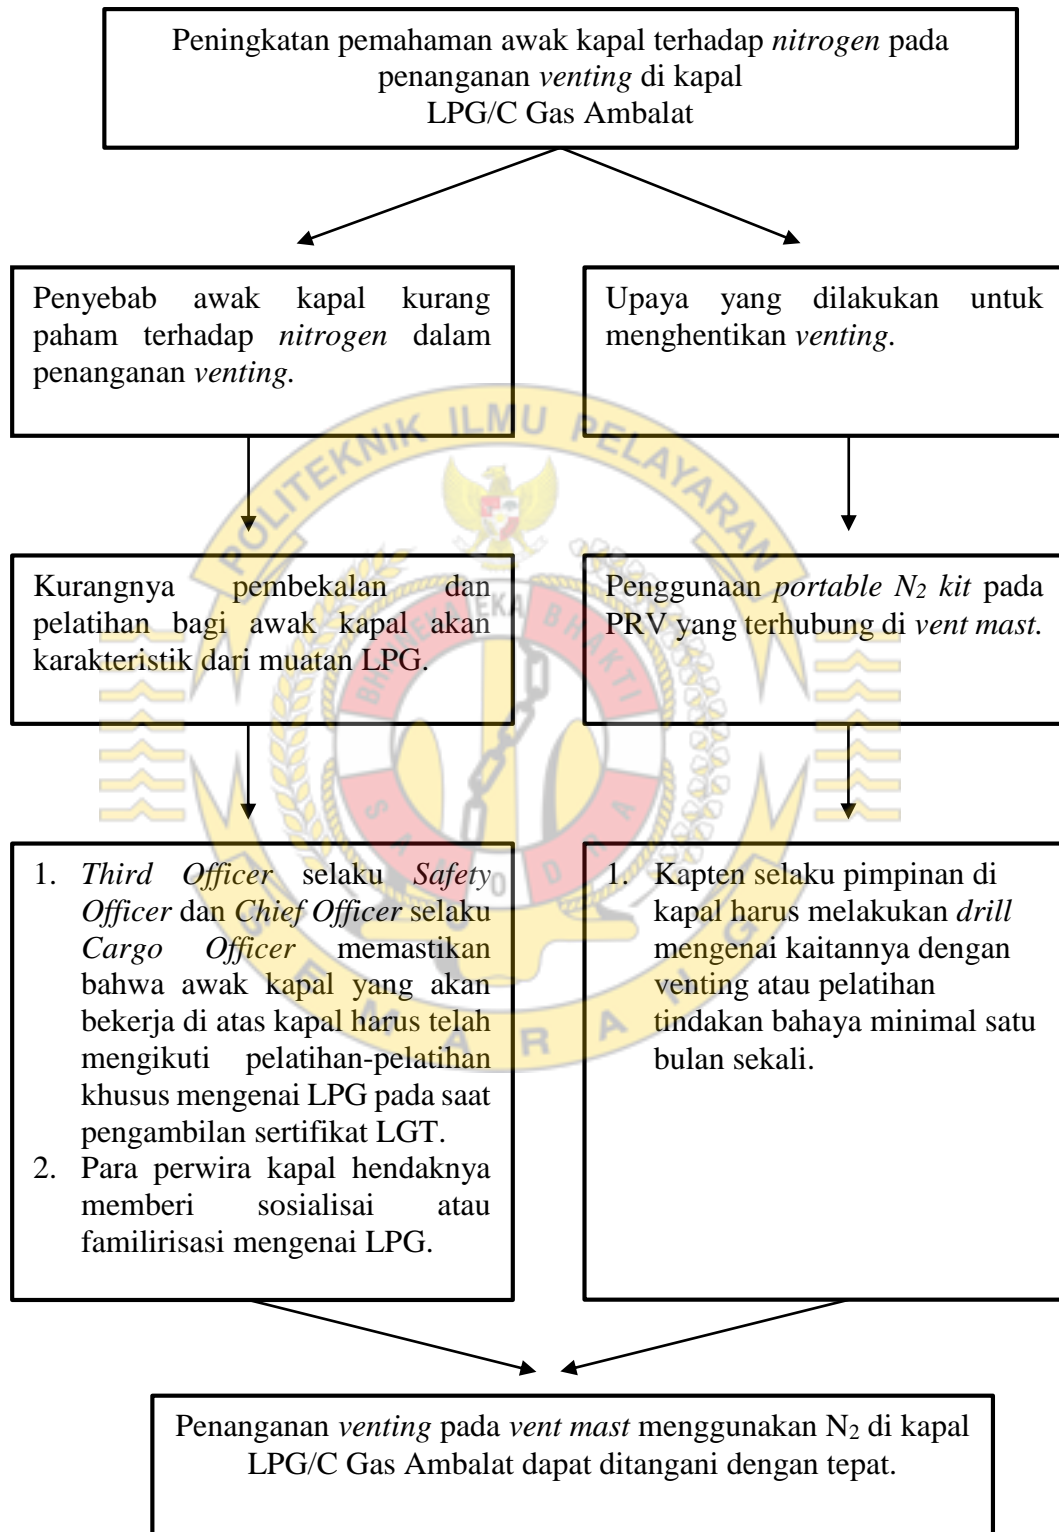 Peningkatan pemahaman awak kapal terhadap nitrogen pada
penanganan venting di kapal
LPG/C Gas Ambalat
Penyebab awak kapal kurang
paham terhadap nitrogen dalam
penanganan venting.
Upaya yang dilakukan untuk
menghentikan venting.
POLITEKNIK ILMU PELAYARAN
Kurangnya pembekalan dan
pelatihan bagi awak kapal akan
karakteristik dari muatan LPG.
Penggunaan portable N₂ kit pada
PRV yang terhubung di vent mast.
BHINEKA EKA BHAKTI
1. Third Officer selaku Safety
Officer dan Chief Officer selaku
Cargo Officer memastikan
bahwa awak kapal yang akan
bekerja di atas kapal harus telah
mengikuti pelatihan-pelatihan
khusus mengenai LPG pada saat
pengambilan sertifikat LGT.
2. Para perwira kapal hendaknya
memberi sosialisai atau
familirisasi mengenai LPG.
1. Kapten selaku pimpinan di
kapal harus melakukan drill
mengenai kaitannya dengan
venting atau pelatihan
tindakan bahaya minimal satu
bulan sekali.
SEMARANG
Penanganan venting pada vent mast menggunakan N₂ di kapal
LPG/C Gas Ambalat dapat ditangani dengan tepat.